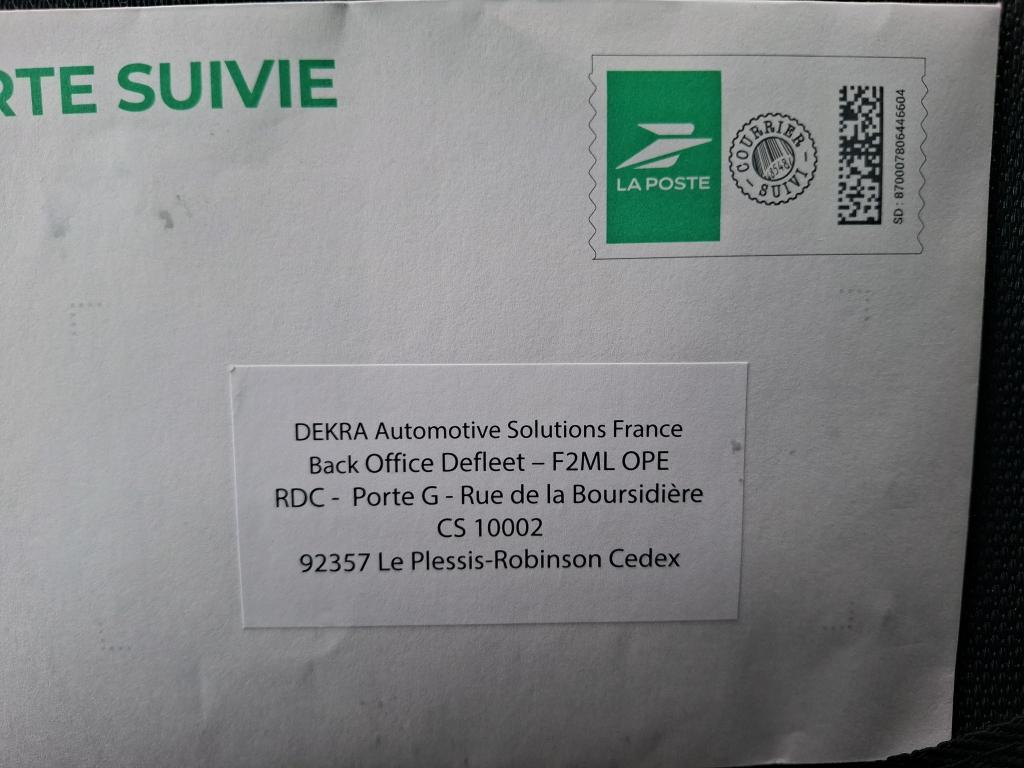 RTE SUIVIE
LA POSTE
COURRIER
SUIVI
SD : 870007806446604
DEKRA Automotive Solutions France
Back Office Defleet – F2ML OPE
RDC - Porte G - Rue de la Boursidière
CS 10002
92357 Le Plessis-Robinson Cedex